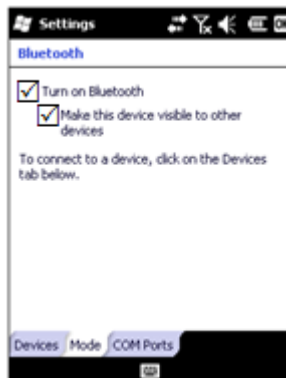 Settings
Bluetooth
Turn on Bluetooth
Make this device visible to other
devices
To connect to a device, click on the Devices
tab below.
Devices Mode COM Ports